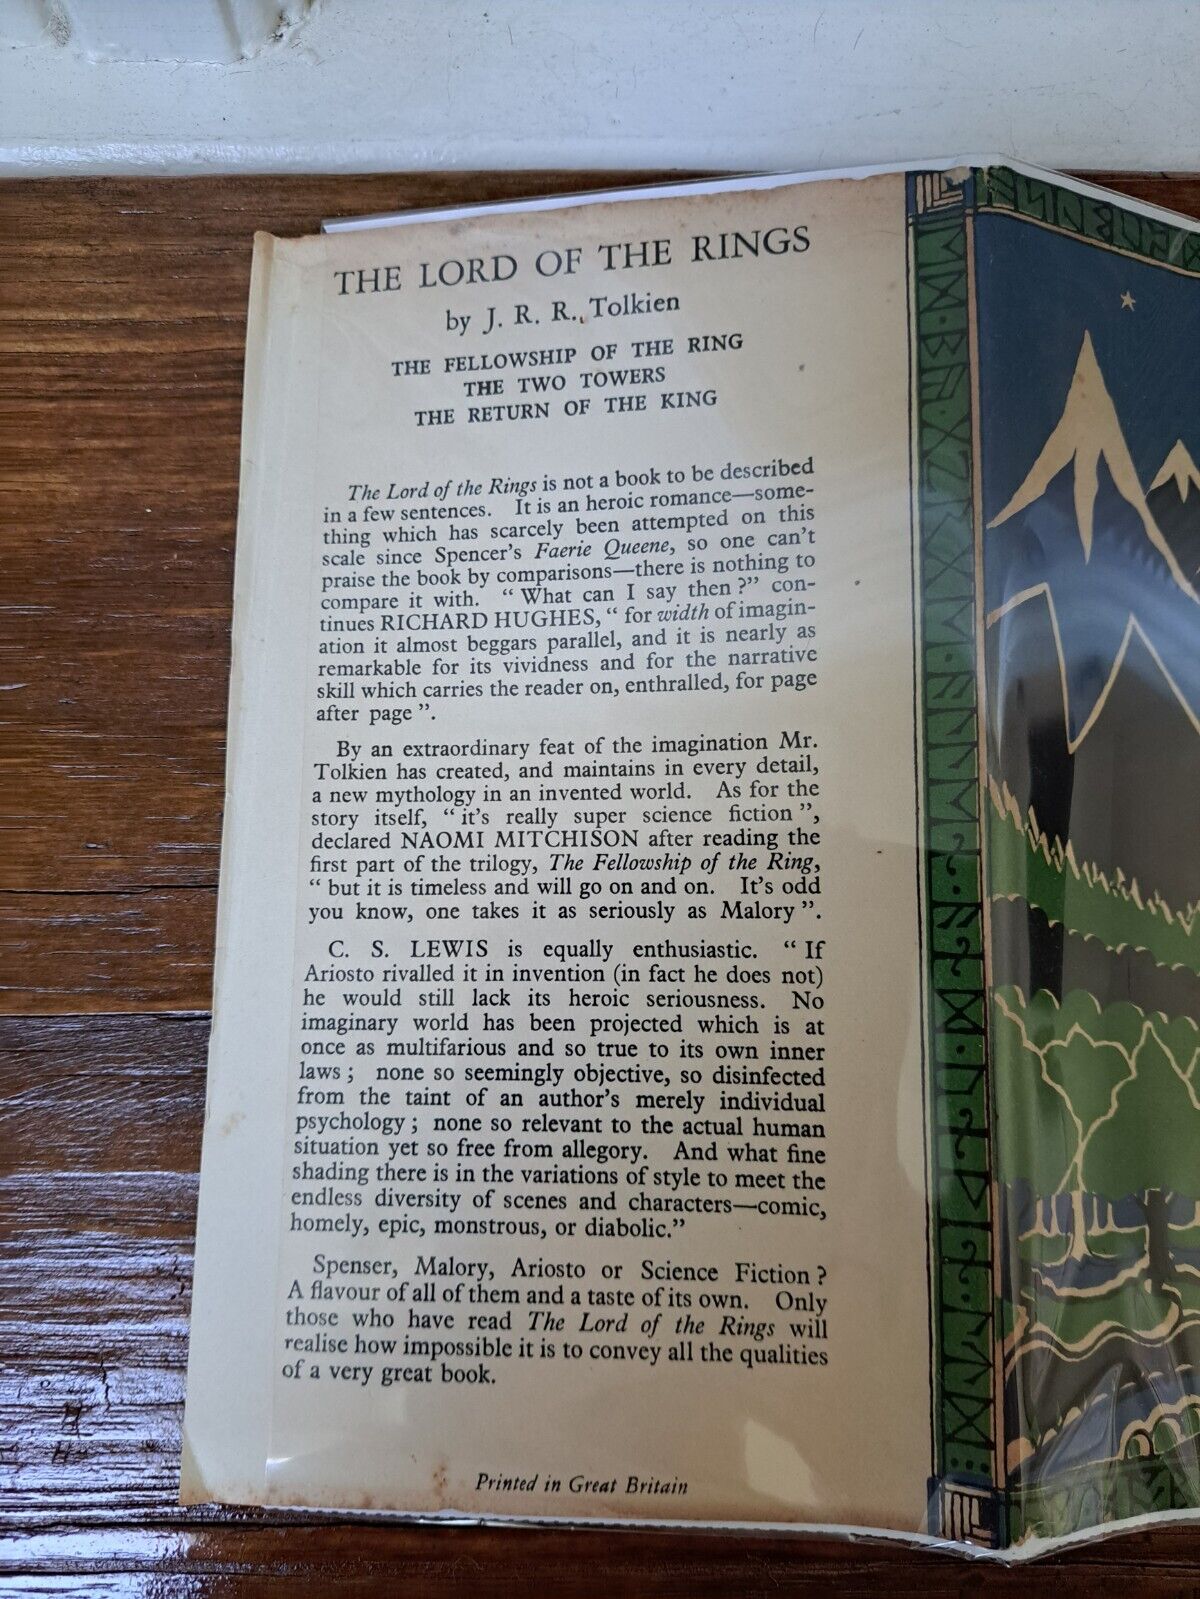 THE LORD OF THE RINGS
by J. R. R. Tolkien
THE FELLOWSHIP OF THE RING
THE TWO TOWERS
THE RETURN OF THE KING
The Lord of the Rings is not a book to be described
in a few sentences. It is an heroic romance—some-
thing which has scarcely been attempted on this
scale since Spencer's Faerie Queene, so one can't
praise the book by comparisons—there is nothing to
compare it with. " What can I say then ?" con-
tinues RICHARD HUGHES, " for width of imagin-
ation it almost beggars parallel, and it is nearly as
remarkable for its vividness and for the narrative
skill which carries the reader on, enthralled, for page
after page ".
By an extraordinary feat of the imagination Mr.
Tolkien has created, and maintains in every detail,
a new mythology in an invented world. As for the
story itself, " it's really super science fiction ",
declared NAOMI MITCHISON after reading the
first part of the trilogy, The Fellowship of the Ring,
" but it is timeless and will go on and on. It's odd
you know, one takes it as seriously as Malory ".
C. S. LEWIS is equally enthusiastic. " If
Ariosto rivalled it in invention (in fact he does not)
he would still lack its heroic seriousness. No
imaginary world has been projected which is at
once as multifarious and so true to its own inner
laws ; none so seemingly objective, so disinfected
from the taint of an author's merely individual
psychology ; none so relevant to the actual human
situation yet so free from allegory. And what fine
shading there is in the variations of style to meet the
endless diversity of scenes and characters—comic,
homely, epic, monstrous, or diabolic."
Spenser, Malory, Ariosto or Science Fiction ?
A flavour of all of them and a taste of its own. Only
those who have read The Lord of the Rings will
realise how impossible it is to convey all the qualities
of a very great book.
Printed in Great Britain